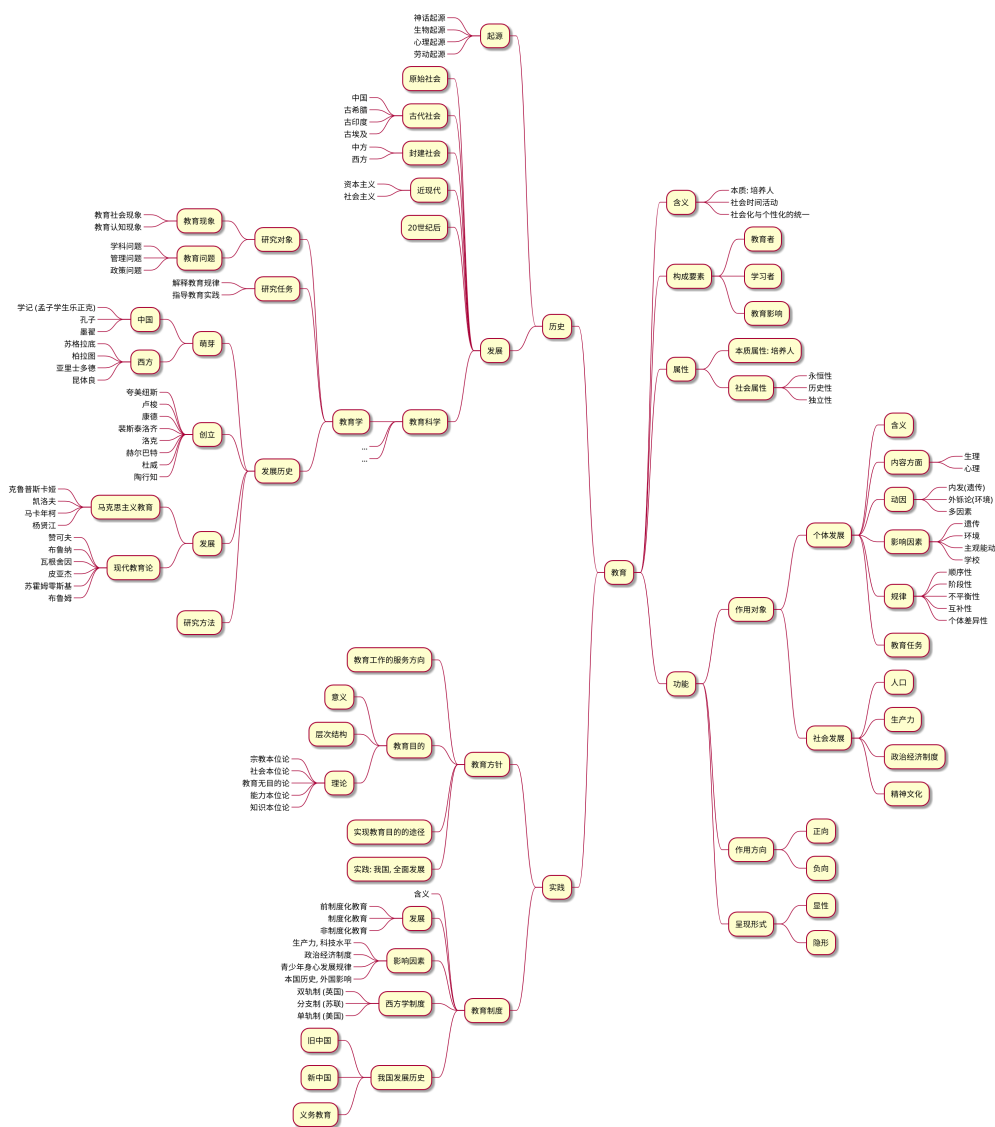 教育
含义
本质: 培养人
社会时间活动
社会化与个性化的统一
构成要素
教育者
学习者
教育影响
属性
本质属性: 培养人
社会属性
永恒性
历史性
独立性
功能
作用对象
个体发展
含义
内容方面
生理
心理
动因
内发(遗传)
外铄论(环境)
多因素
影响因素
遗传
环境
主观能动
学校
规律
顺序性
阶段性
不平衡性
互补性
个体差异性
教育任务
社会发展
人口
生产力
政治经济制度
精神文化
作用方向
正向
负向
呈现形式
显性
隐形
历史
起源
神话起源
生物起源
心理起源
劳动起源
发展
原始社会
古代社会
中国
古希腊
古印度
古埃及
封建社会
中方
西方
近现代
资本主义
社会主义
20世纪后
教育科学
教育学
研究对象
教育现象
教育社会现象
教育认知现象
教育问题
学科问题
管理问题
政策问题
研究任务
解释教育规律
指导教育实践
发展历史
萌芽
中国
学记 (孟子学生乐正克)
孔子
墨翟
西方
苏格拉底
柏拉图
亚里士多德
昆体良
创立
夸美纽斯
卢梭
康德
裴斯泰洛齐
洛克
赫尔巴特
杜威
陶行知
发展
马克思主义教育
克鲁普斯卡娅
凯洛夫
马卡年柯
杨贤江
现代教育论
赞可夫
布鲁纳
瓦根舍因
皮亚杰
苏霍姆零斯基
布鲁姆
研究方法
...
...
实践
教育方针
教育工作的服务方向
教育目的
意义
层次结构
理论
宗教本位论
社会本位论
教育无目的论
能力本位论
知识本位论
实现教育目的的途径
实践: 我国, 全面发展
教育制度
含义
发展
前制度化教育
制度化教育
非制度化教育
影响因素
生产力, 科技水平
政治经济制度
青少年身心发展规律
本国历史, 外国影响
西方学制度
双轨制 (英国)
分支制 (苏联)
单轨制 (美国)
我国发展历史
旧中国
新中国
义务教育